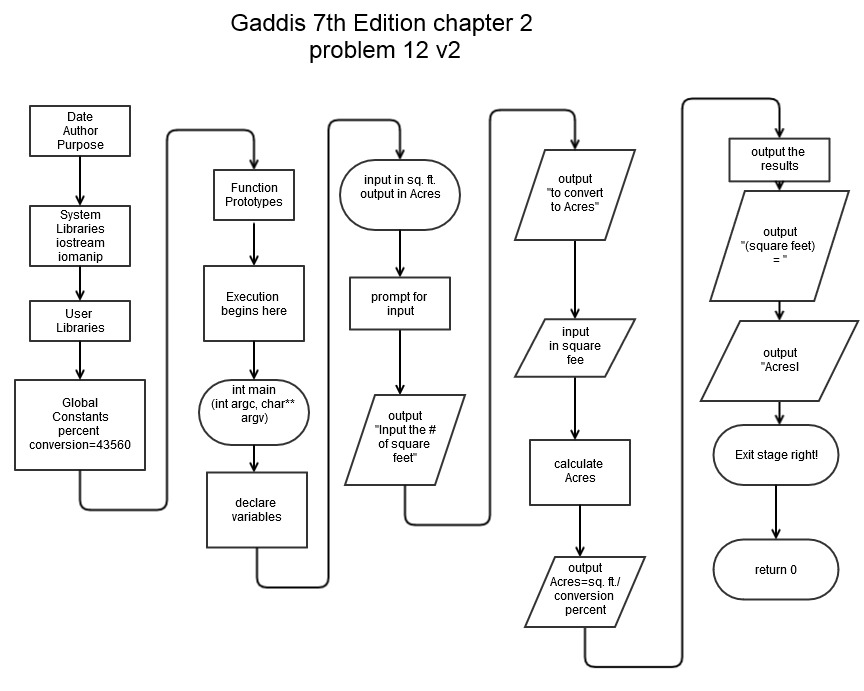 Gaddis 7th Edition chapter 2
problem 12 v2
Date
Author
Purpose
System
Libraries
iostream
iomanip
User
Libraries
Global
Constants
percent
conversion=43560
Function
Prototypes
Execution
begins here
int main
(int argc, char**
argv)
declare
variables
input in sq. ft.
output in Acres
prompt for
input
output
"Input the #
of square
feet"
output
"to convert
to Acres"
input
in square
fee
calculate
Acres
output
Acres=sq. ft./
conversion
percent
output the
results
output
"(square feet)
= "
output
"AcresI
Exit stage right!
return 0